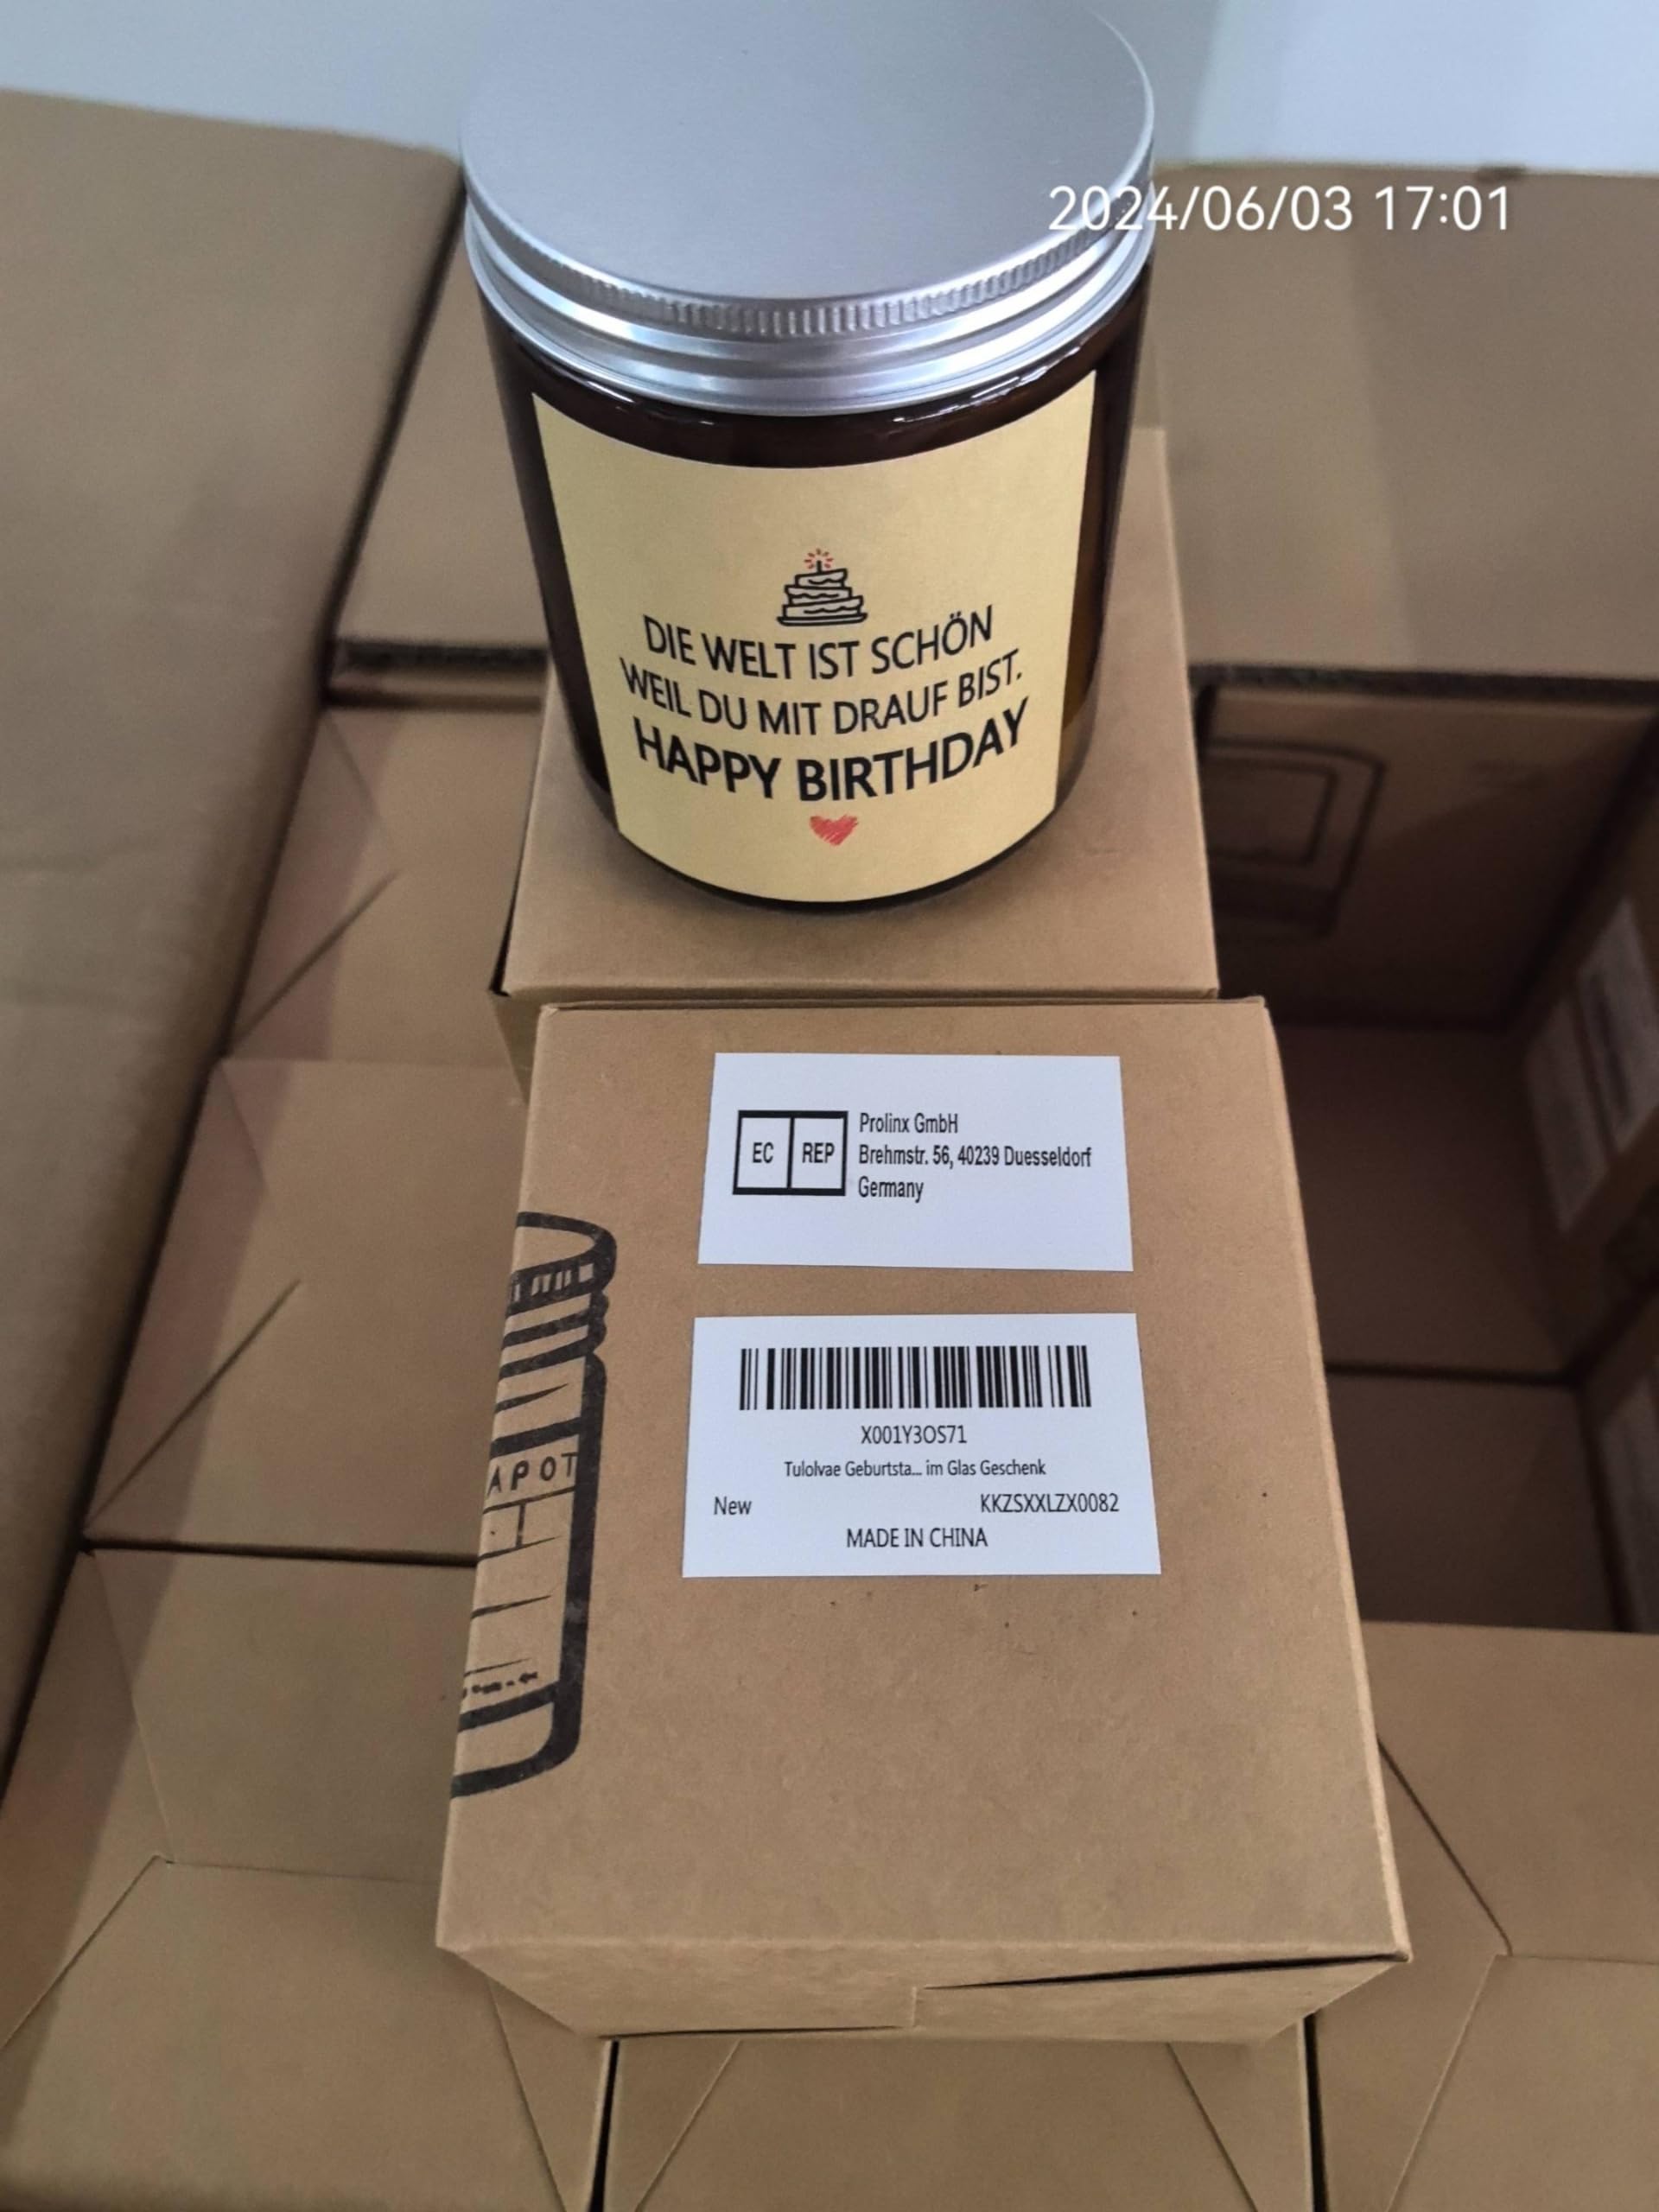 2024/06/03 17:01
DIE WELT IST SCHÖN
WEIL DU MIT DRAUF BIST.
HAPPY BIRTHDAY
EC REP
Prolinx GmbH
Brehmstr. 56, 40239 Duesseldorf
Germany
APOT
X001Y3OS71
Tulolvae Geburtsta... im Glas Geschenk
New KKZSXXLZX0082
MADE IN CHINA